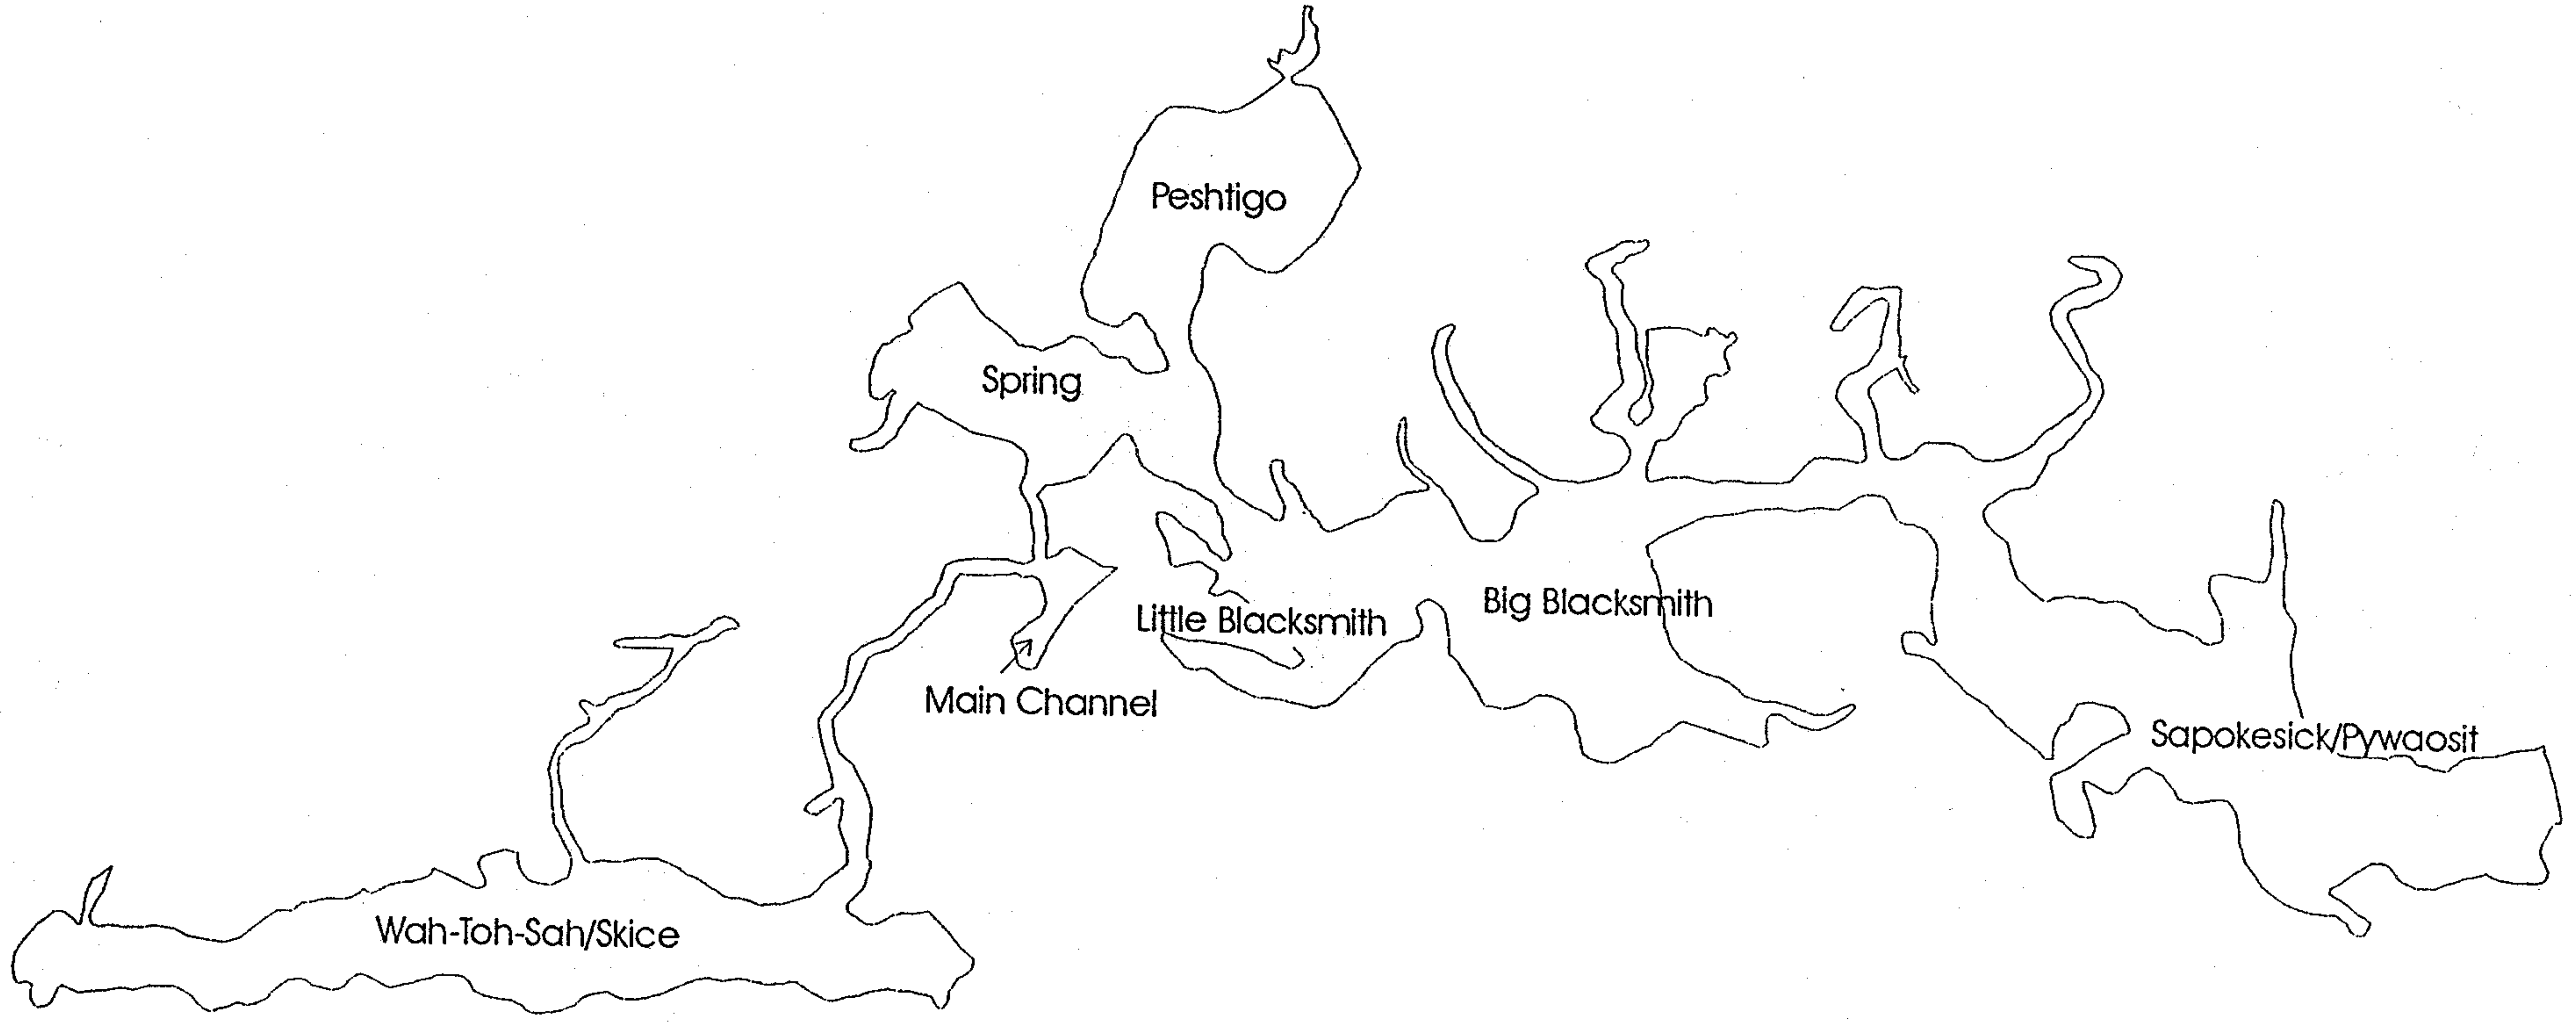 Peshtigo
Spring
Big Blacksmith
Little Blacksmith
Main Channel
Sapokesick/Pywaosit
Wah-Toh-Sah/Skice